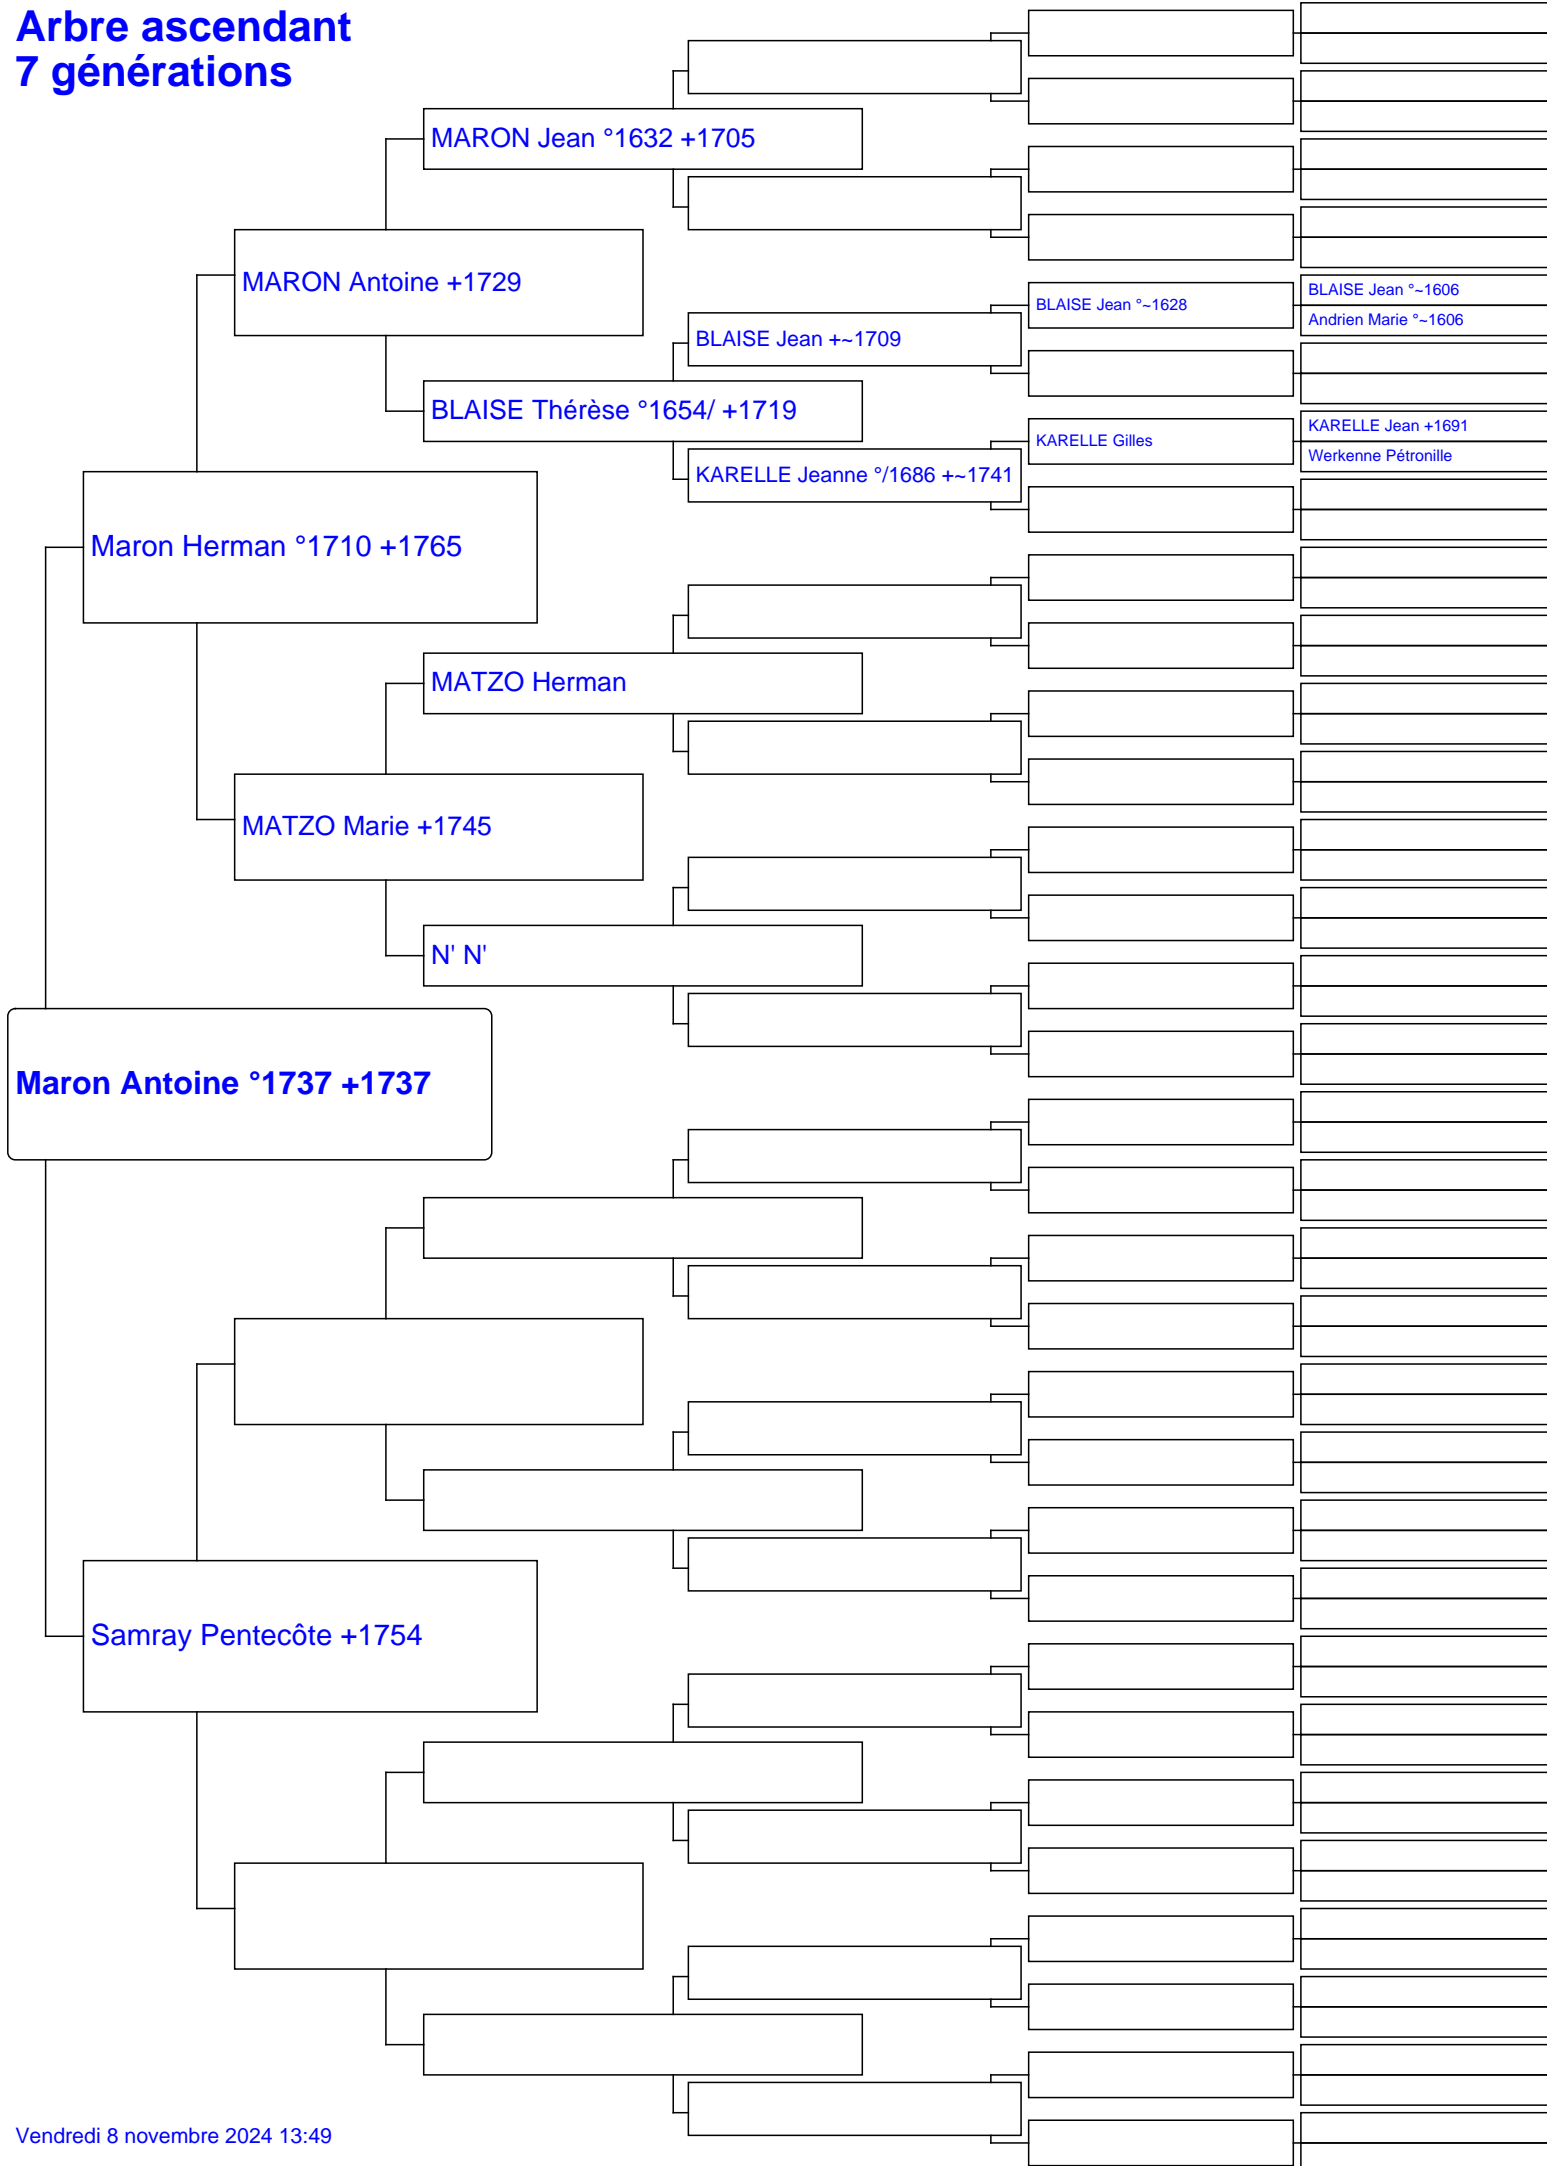 Arbre ascendant
7 générations
MARON Jean °1632 +1705
MARON Antoine +1729
BLAISE Jean °~1628
BLAISE Jean °~1606
Andrien Marie °~1606
BLAISE Jean +~1709
BLAISE Thérèse °1654/ +1719
KARELLE Gilles
KARELLE Jean +1691
Werkenne Pétronille
KARELLE Jeanne °/1686 +~1741
Maron Herman °1710 +1765
MATZO Herman
MATZO Marie +1745
N' N'
Maron Antoine °1737 +1737
Samray Pentecôte +1754
Vendredi 8 novembre 2024 13:49